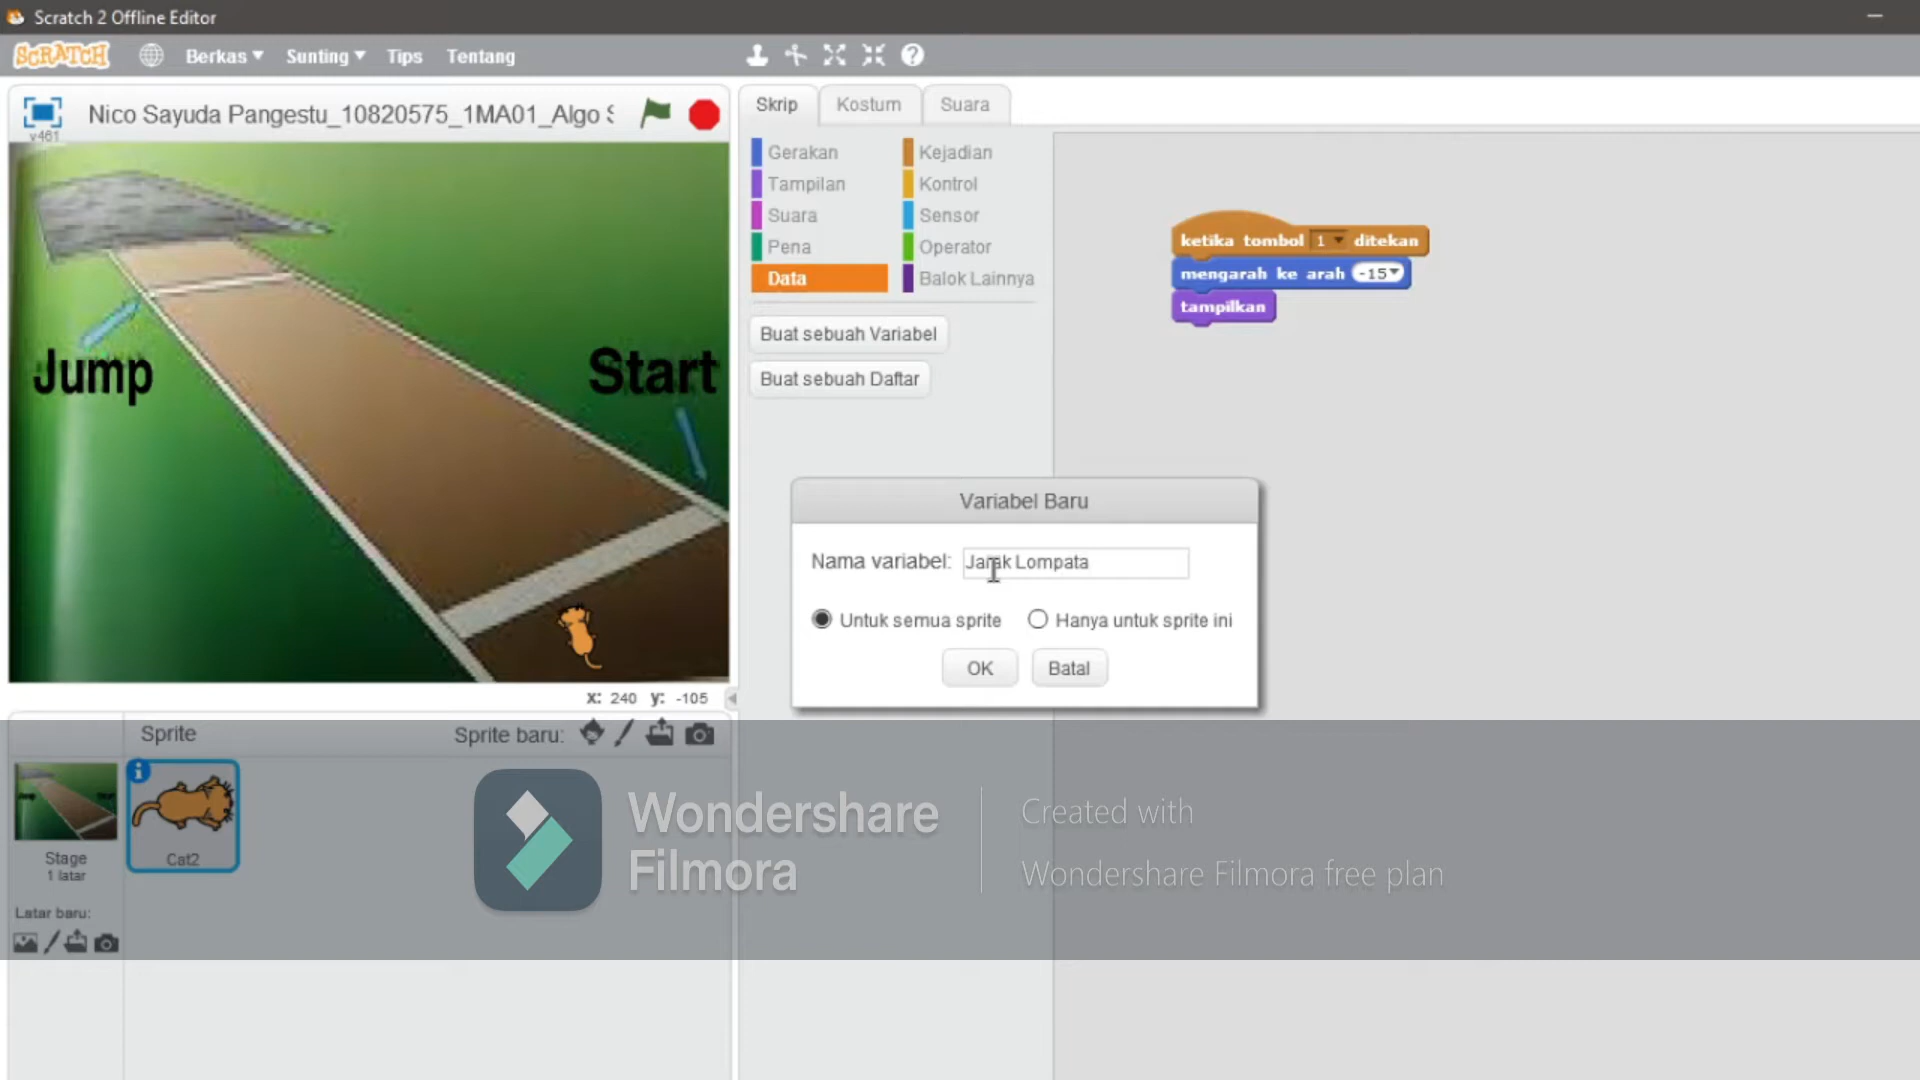 Scratch 2 Offline Editor
SCRATCH Berkas Sunting Tips Tentang
Nico Sayuda Pangestu_10820575_1MA01_Algo S
v461
Jump
Start
x: 240 y: -105
Skrip Kostum Suara
Gerakan Kejadian
Tampilan Kontrol
Suara Sensor
Pena Operator
Data Balok Lainnya
Buat sebuah Variabel
Buat sebuah Daftar
ketika tombol 1 ditekan
mengarah ke arah -15
tampilkan
Variabel Baru
Nama variabel: Jarak Lompata
Untuk semua sprite Hanya untuk sprite ini
OK Batal
Sprite Sprite baru:
Stage
1 latar
Cat2
Latar baru:
Wondershare
Filmora
Created with
Wondershare Filmora free plan